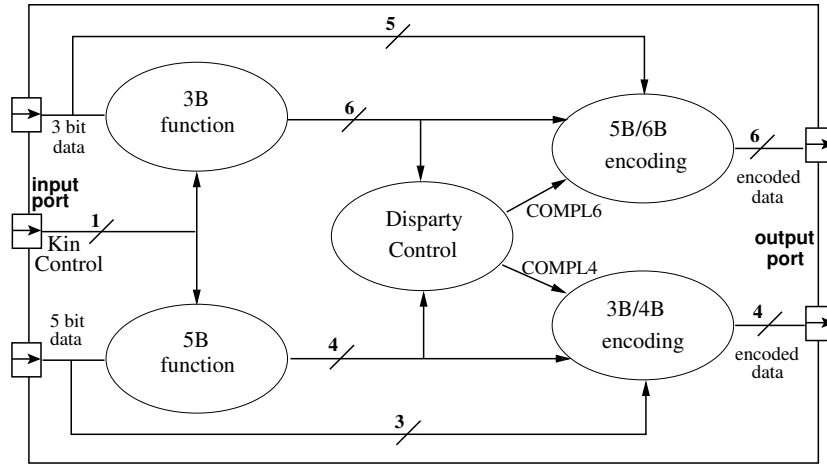 5
3B
function
6
5B/6B
encoding
6
3 bit
data
encoded
data
input
port
1
Kin
Control
Disparty
Control
COMPL6
COMPL4
output
port
5 bit
data
5B
function
4
3B/4B
encoding
4
encoded
data
3